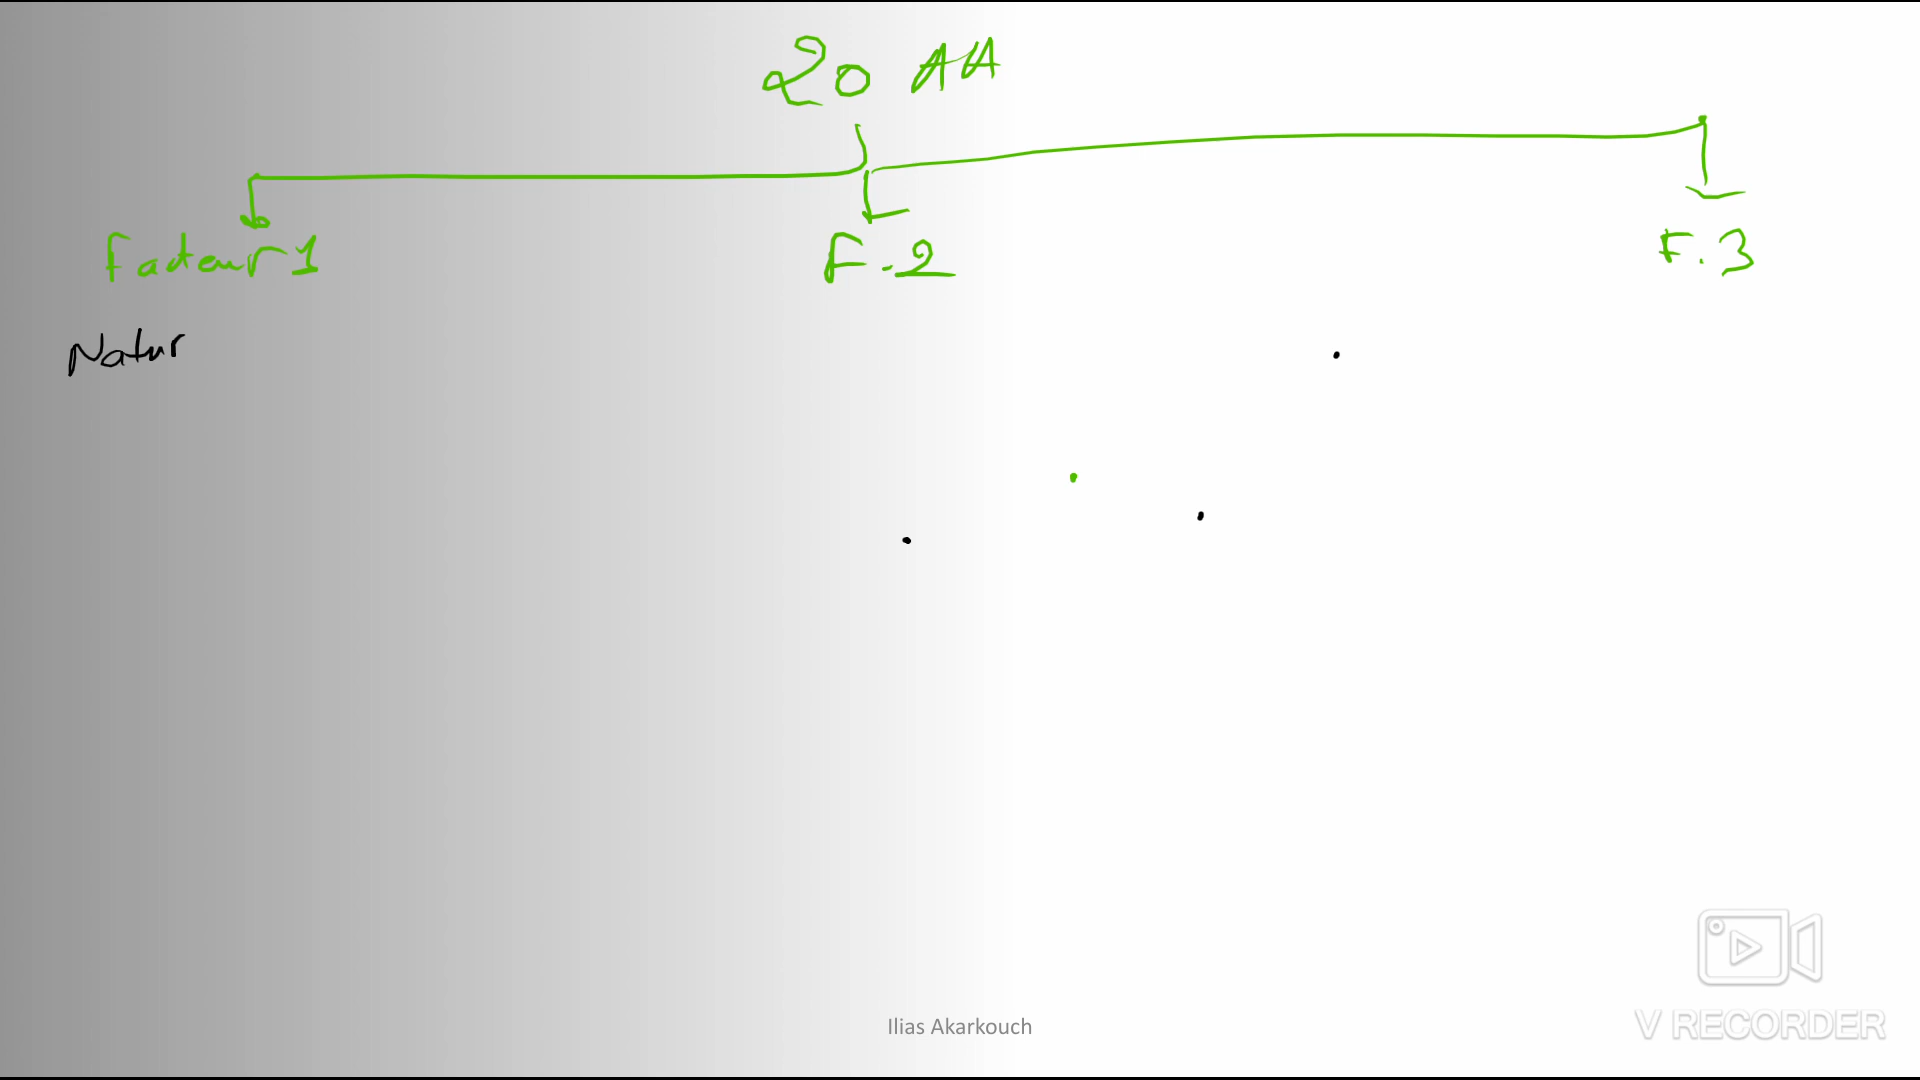 20 AA
Facteur 1
F.2
F.3
Natur
Ilias Akarkouch
V RECORDER